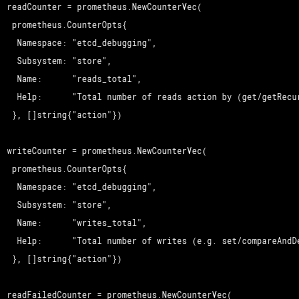 readCounter = prometheus.NewCounterVec(
prometheus.CounterOpts{
Namespace: "etcd_debugging",
Subsystem: "store",
Name: "reads_total",
Help: "Total number of reads action by (get/getRecur
}, []string{"action"})
writeCounter = prometheus.NewCounterVec(
prometheus.CounterOpts{
Namespace: "etcd_debugging",
Subsystem: "store",
Name: "writes_total",
Help: "Total number of writes (e.g. set/compareAndDe
}, []string{"action"})
readFailedCounter = prometheus.NewCounterVec(